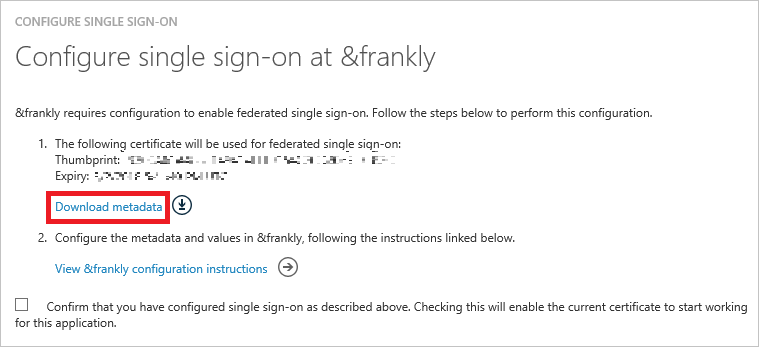 CONFIGURE SINGLE SIGN-ON
Configure single sign-on at &frankly
&frankly requires configuration to enable federated single sign-on. Follow the steps below to perform this configuration.
1. The following certificate will be used for federated single sign-on:
Thumbprint:
Expiry:
Download metadata
2. Configure the metadata and values in &frankly, following the instructions linked below.
View &frankly configuration instructions
Confirm that you have configured single sign-on as described above. Checking this will enable the current certificate to start working
for this application.